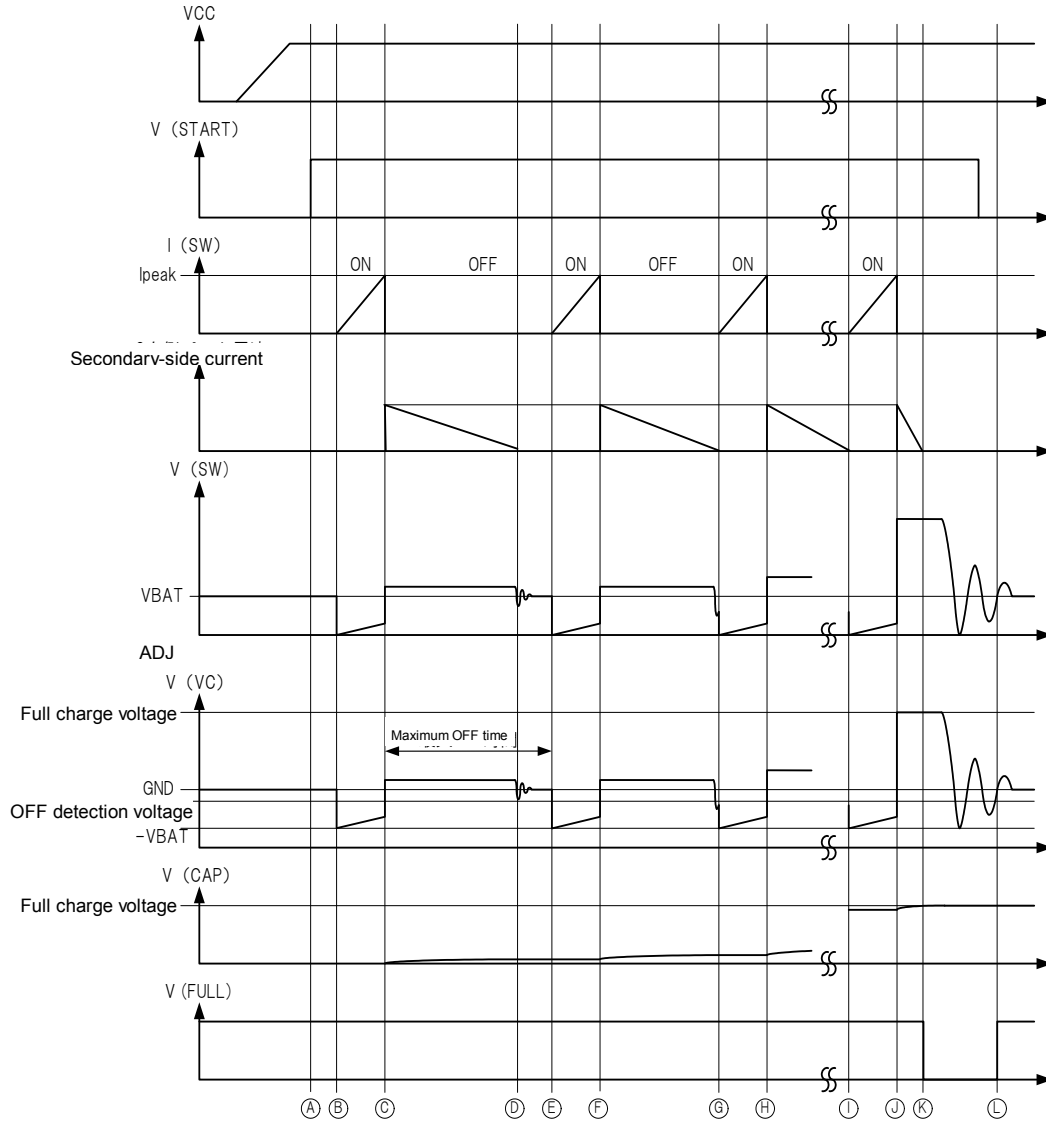 VCC
V (START)
I (SW)
Ipeak
ON OFF ON OFF ON ON
Secondary-side current
V (SW)
VBAT
ADJ
V (VC)
Full charge voltage
Maximum OFF time
GND
OFF detection voltage
-VBAT
V (CAP)
Full charge voltage
V (FULL)
Ⓐ Ⓑ Ⓒ Ⓓ Ⓔ Ⓕ Ⓖ Ⓗ Ⓘ Ⓙ Ⓚ Ⓛ